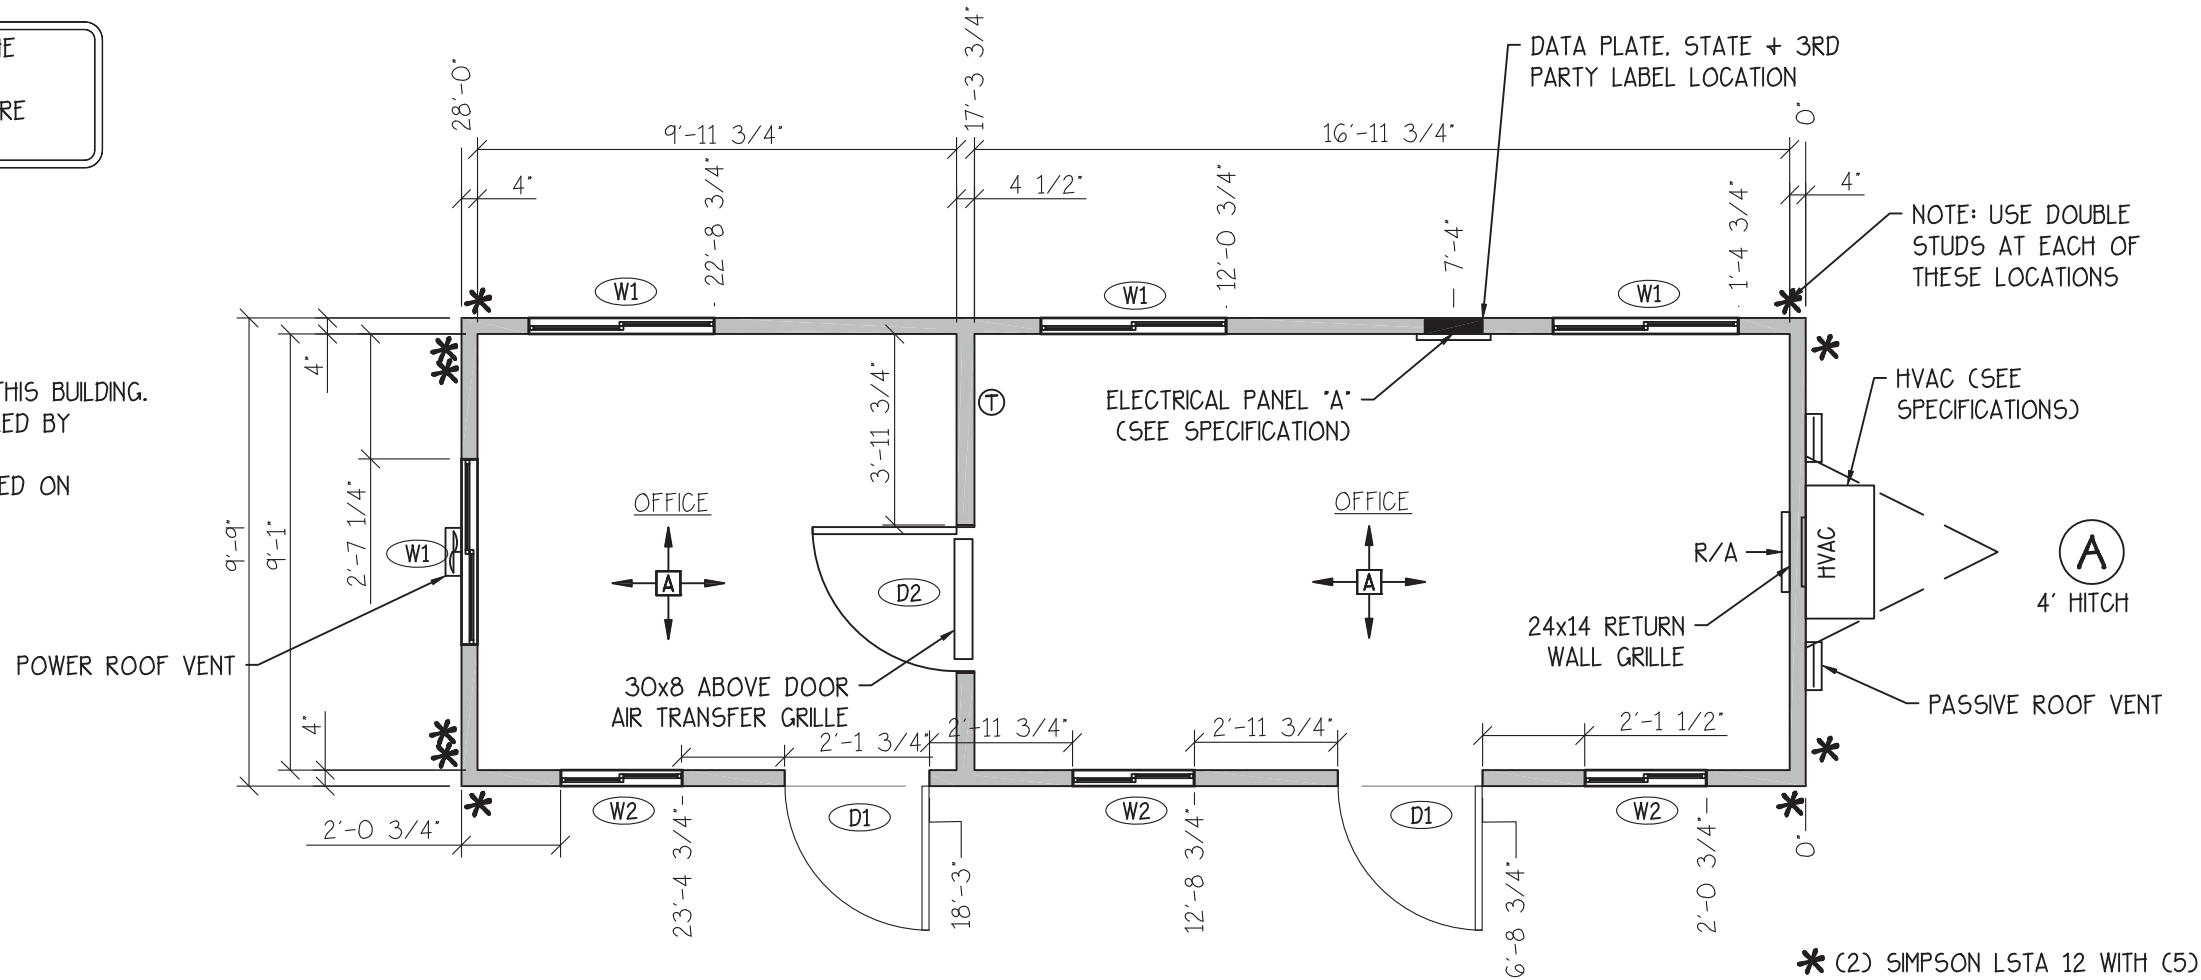 HE
RE
THIS BUILDING.
ED BY
ED ON
28'-0"
9'-11 3/4"
17'-3 3/4"
16'-11 3/4"
0"
DATA PLATE, STATE + 3RD
PARTY LABEL LOCATION
4"
22'-8 3/4"
4 1/2"
12'-0 3/4"
7'-4"
1'-4 3/4"
4"
NOTE: USE DOUBLE
STUDS AT EACH OF
THESE LOCATIONS
W1
W1
W1
4"
3'-11 3/4"
T
ELECTRICAL PANEL "A"
(SEE SPECIFICATION)
HVAC (SEE
SPECIFICATIONS)
9'-9"
9'-1"
2'-7 1/4"
W1
OFFICE
A
D2
OFFICE
A
R/A
HVAC
A
4' HITCH
POWER ROOF VENT
30x8 ABOVE DOOR
AIR TRANSFER GRILLE
24x14 RETURN
WALL GRILLE
PASSIVE ROOF VENT
4"
2'-1 3/4"
2'-11 3/4"
2'-11 3/4"
2'-1 1/2"
2'-0 3/4"
W2
D1
W2
D1
W2
23'-4 3/4"
18'-3"
12'-8 3/4"
6'-8 3/4"
2'-0 3/4"
0"
(2) SIMPSON LSTA 12 WITH (5)